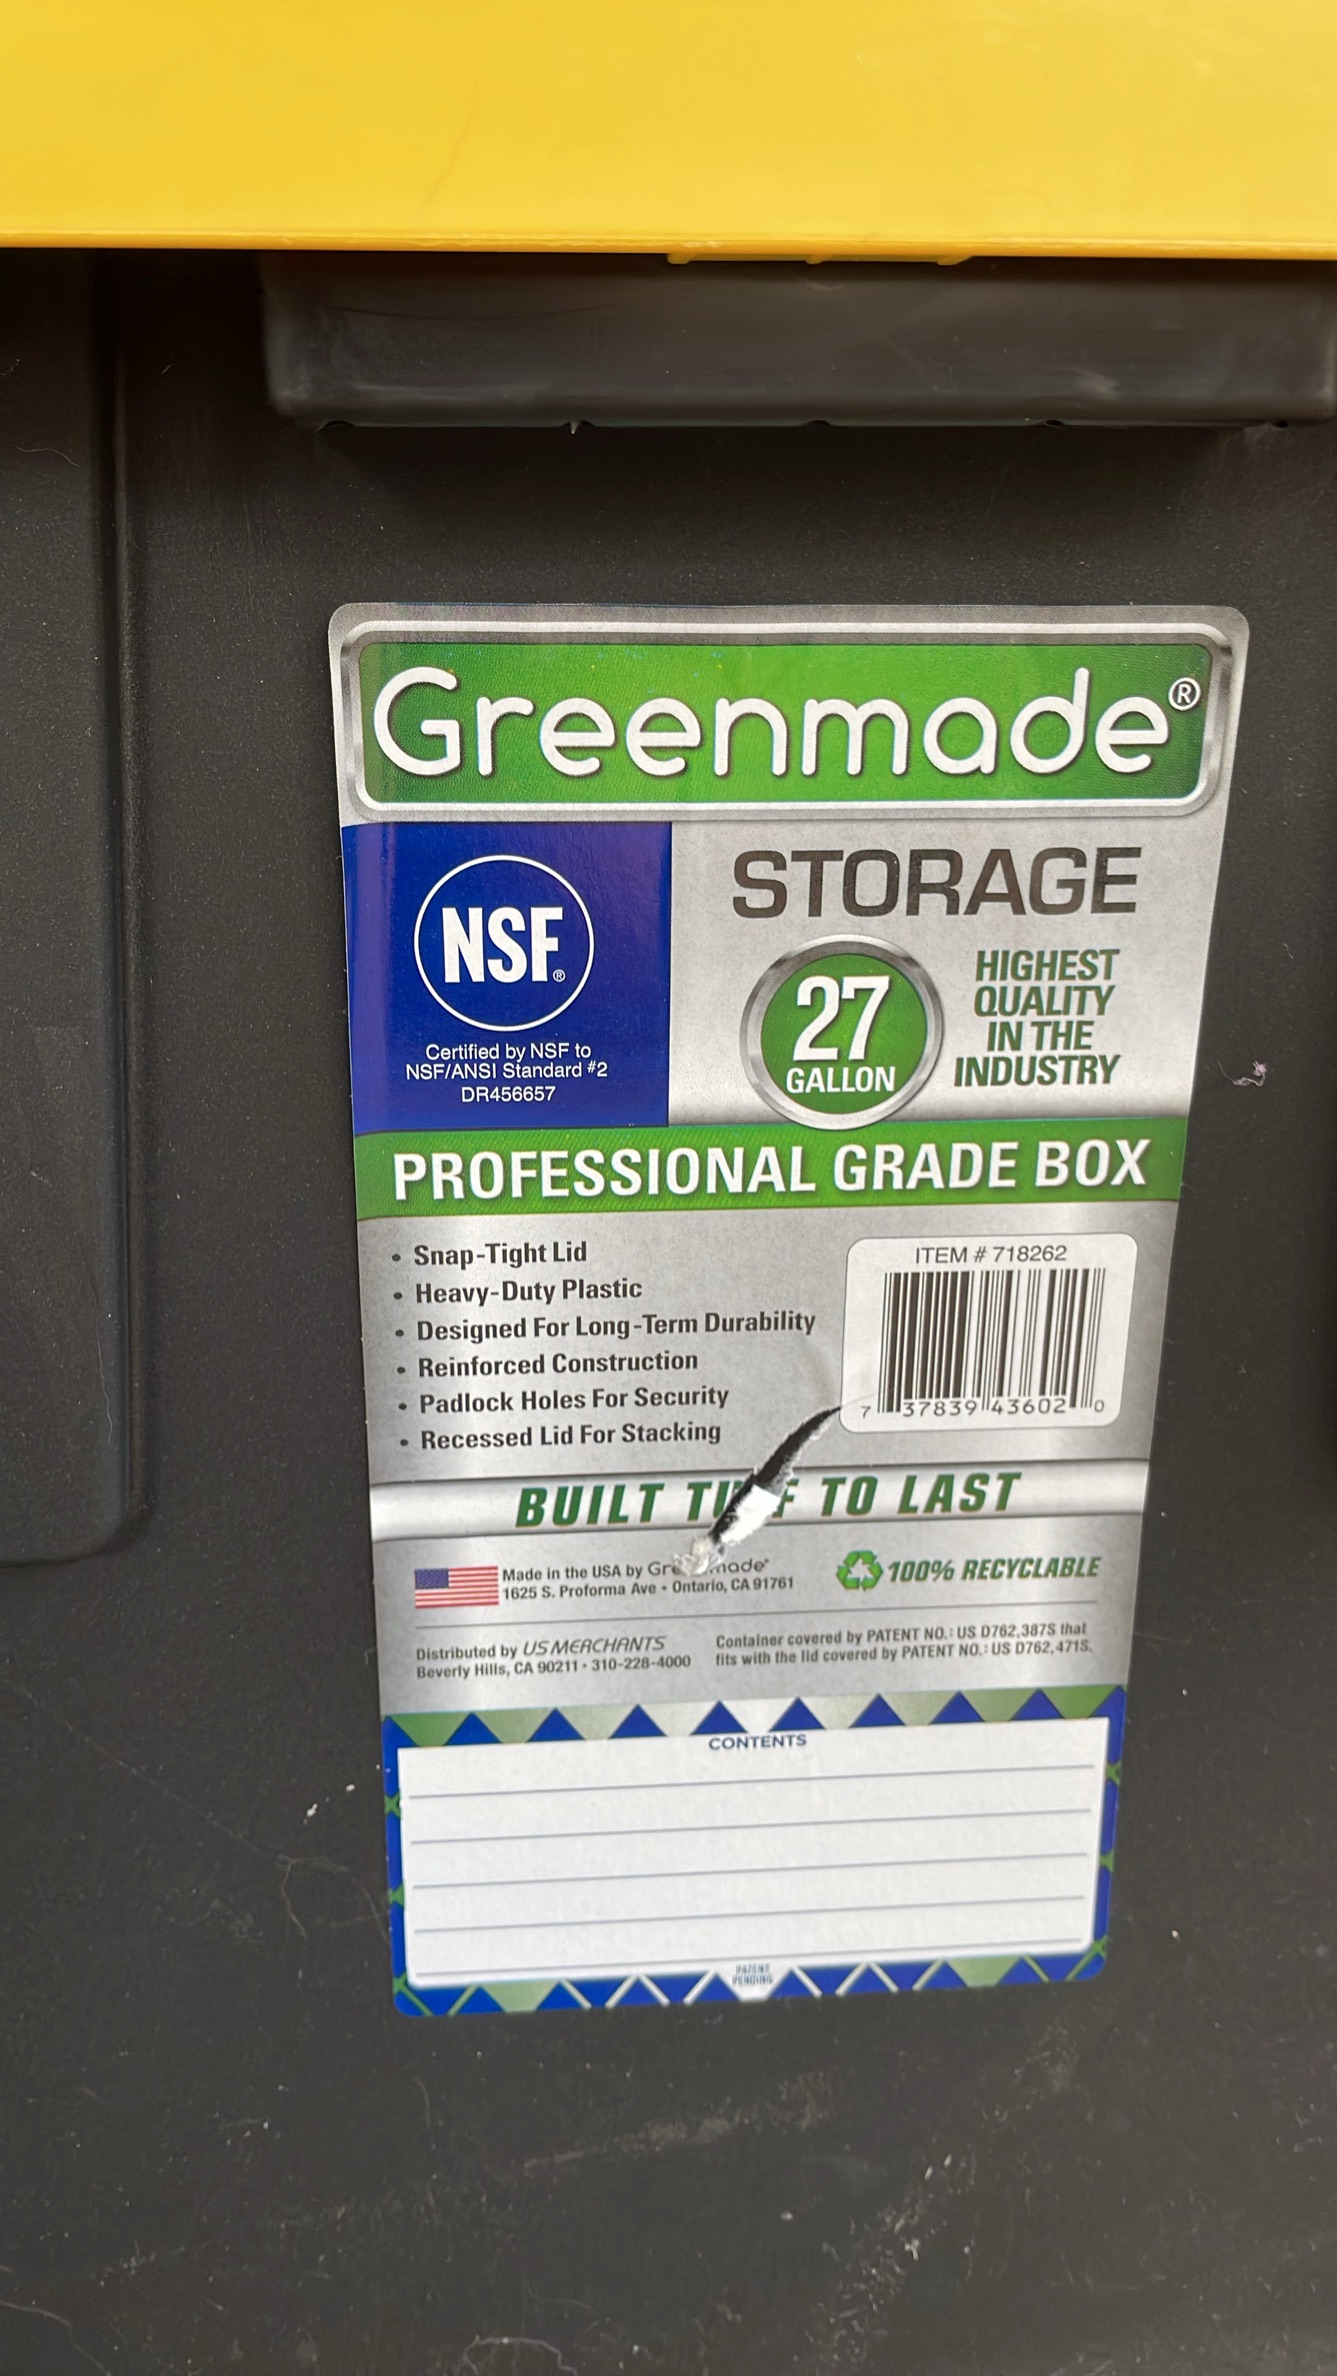 Greenmade®
NSF®
Certified by NSF to
NSF/ANSI Standard #2
DR456657
STORAGE
27
GALLON
HIGHEST
QUALITY
IN THE
INDUSTRY
PROFESSIONAL GRADE BOX
• Snap-Tight Lid
• Heavy-Duty Plastic
• Designed For Long-Term Durability
• Reinforced Construction
• Padlock Holes For Security
• Recessed Lid For Stacking
ITEM # 718262
7 37839 43602 0
BUILT TO LAST
Made in the USA by
1625 S. Proforma Ave • Ontario, CA 91761
100% RECYCLABLE
Distributed by US MERCHANTS
Beverly Hills, CA 90211 • 310-228-4000
Container covered by PATENT NO.: US D762,387S that
fits with the lid covered by PATENT NO.: US D762,471S.
CONTENTS
PATENT
PENDING